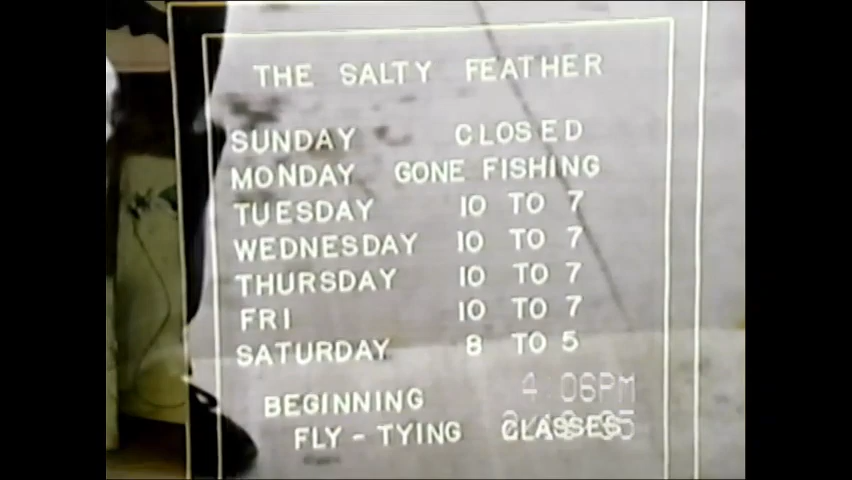 THE SALTY FEATHER
SUNDAY CLOSED
MONDAY GONE FISHING
TUESDAY 10 TO 7
WEDNESDAY 10 TO 7
THURSDAY 10 TO 7
FRI 10 TO 7
SATURDAY 8 TO 5
4:06PM
BEGINNING
FLY-TYING CLASSES